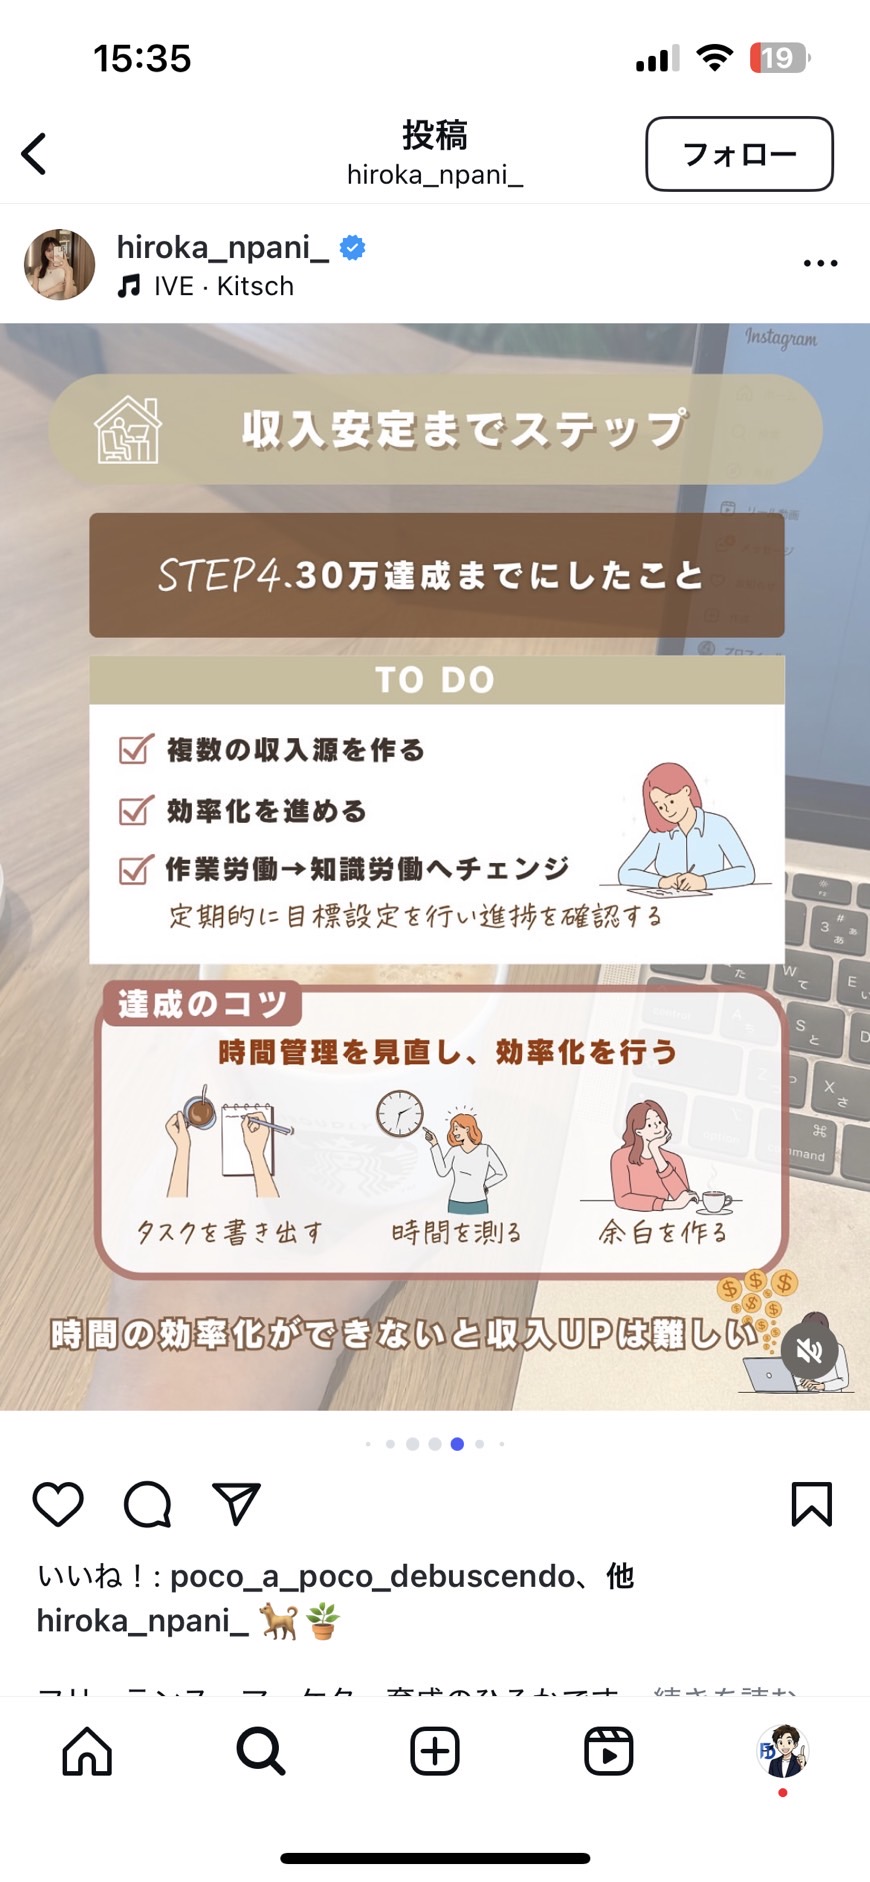 15:35
19
投稿
hiroka_npani_
フォロー
hiroka_npani_
IVE · Kitsch
Instagram
収入安定までステップ
STEP4.30万達成までにしたこと
TO DO
複数の収入源を作る
効率化を進める
作業労働→知識労働へチェンジ
定期的に目標設定を行い進捗を確認する
達成のコツ
時間管理を見直し、効率化を行う
タスクを書き出す
時間を測る
余白を作る
時間の効率化ができないと収入UPは難しい
いいね！: poco_a_poco_debuscendo、他
hiroka_npani_ 🐕🪴